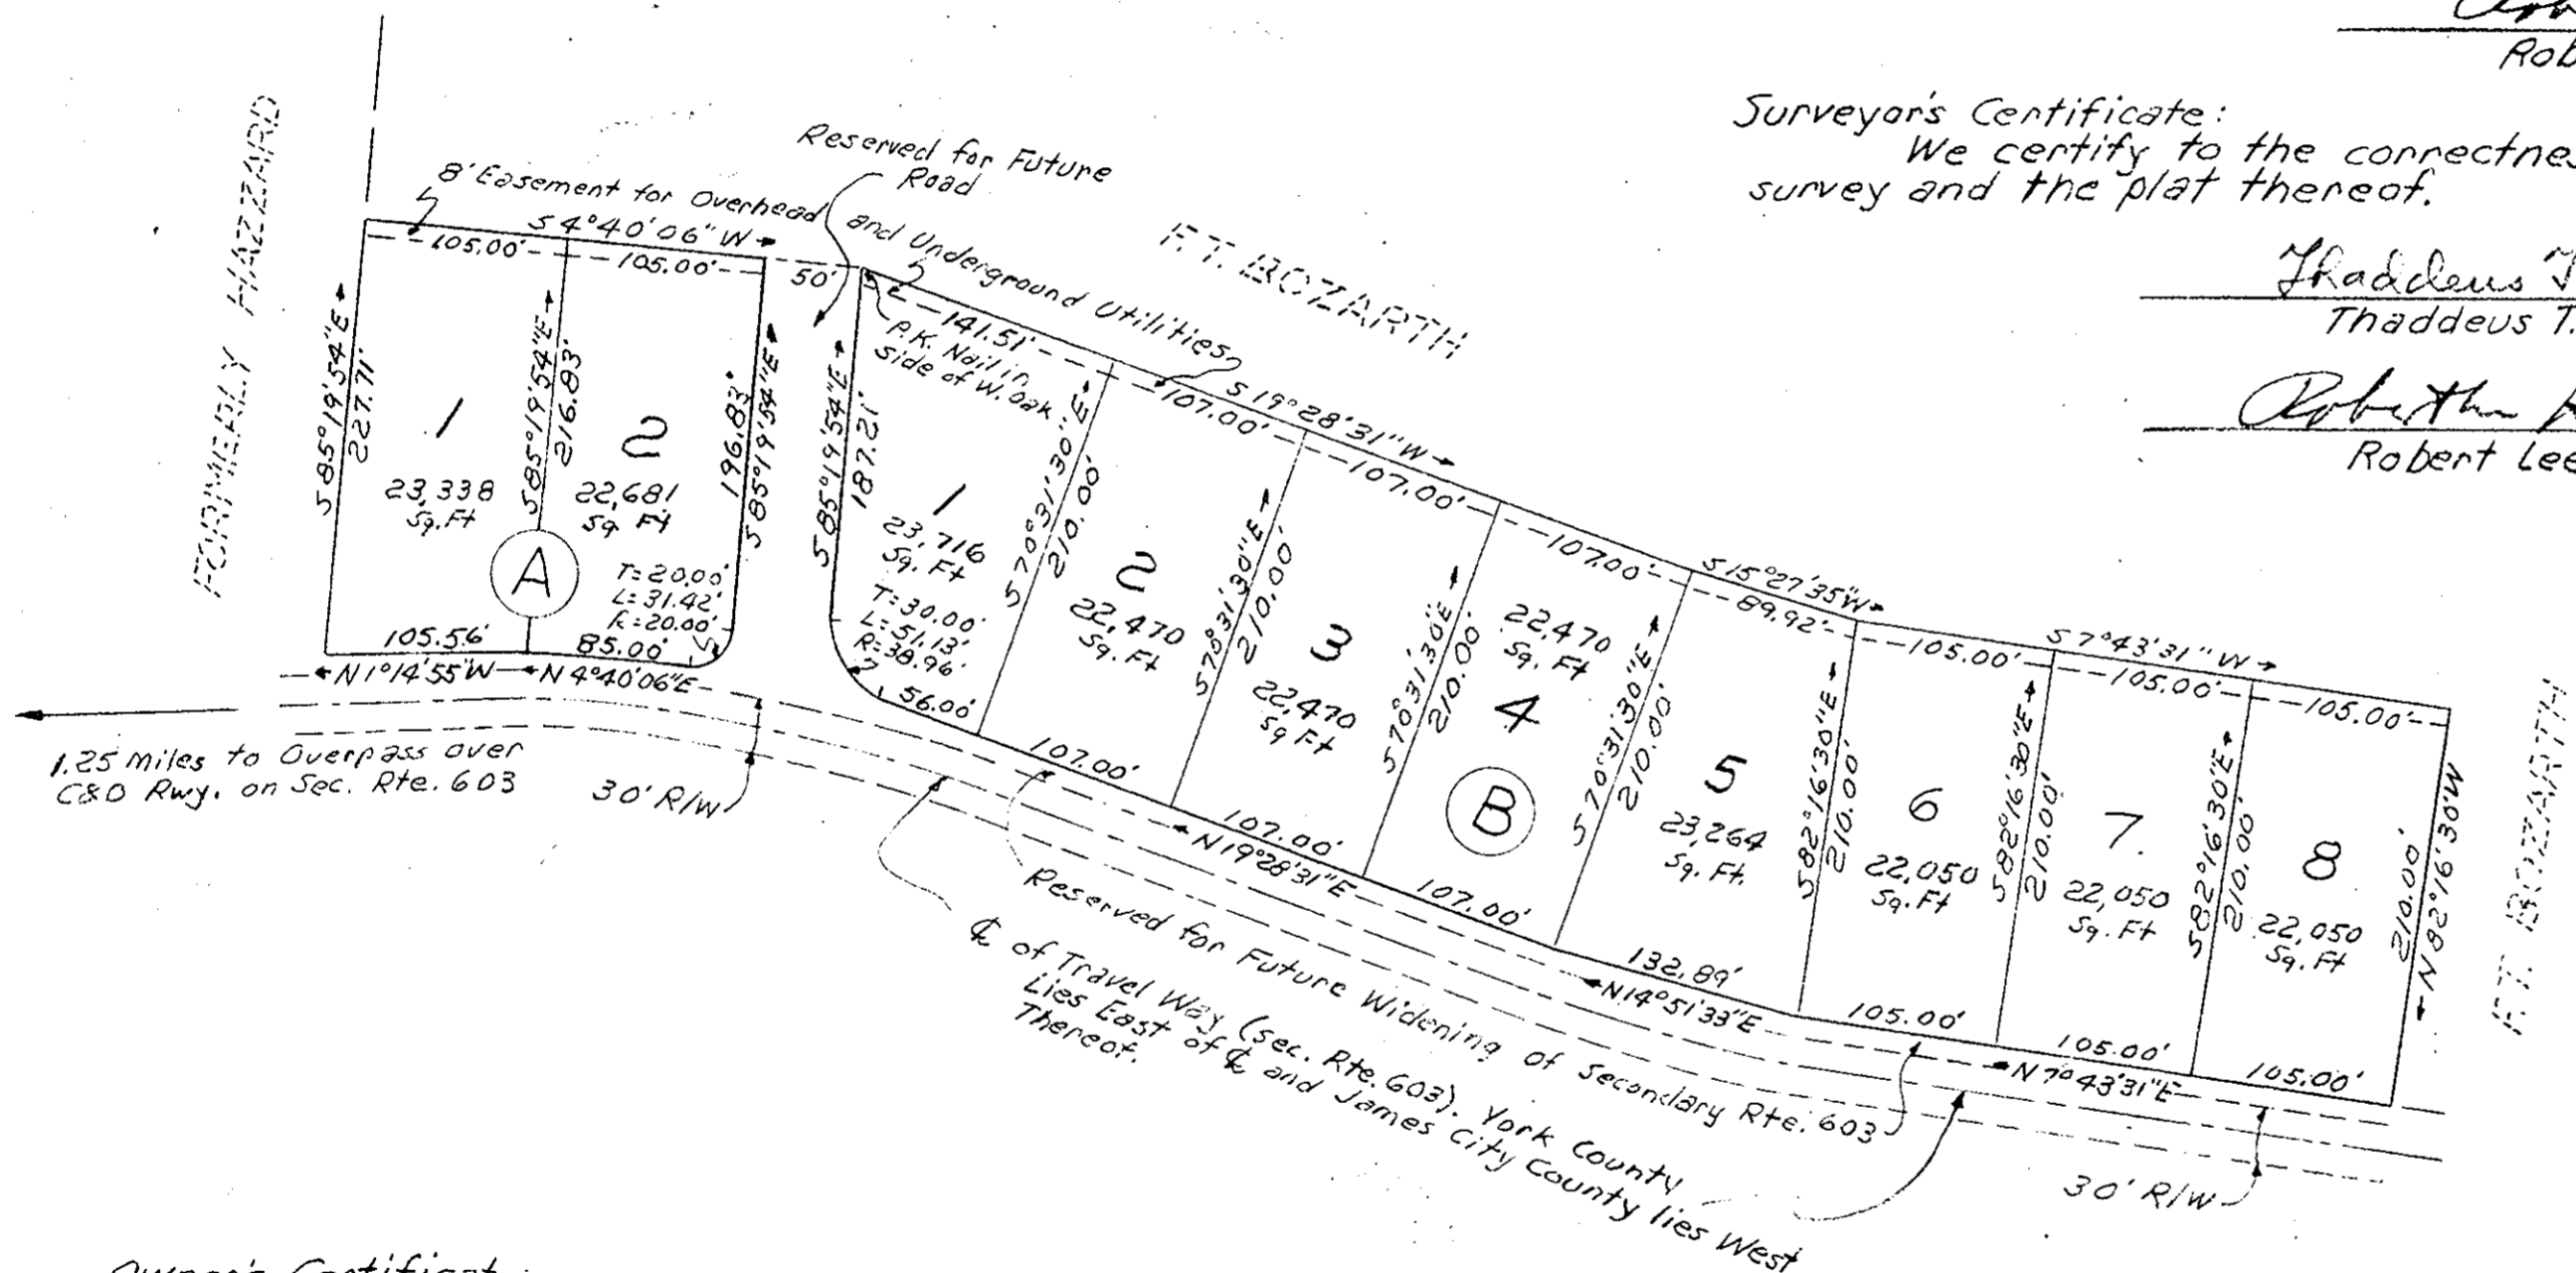 Rob
Surveyor's Certificate:
We certify to the correctnes
survey and the plat thereof.
Thaddeus T.
Thaddeus T.
Robert Lee
FORMERLY HAZZARD
8' Easement for Overhead and Underground Utilities
Reserved for Future
Road
F.T. BOZARTH
S 4°40'06" W
105.00'
105.00'
50'
S 85°19'54" E
227.71'
1
23,338
Sq. Ft
S 85°19'54" E
216.83'
2
22,681
Sq Ft
196.83'
S 85°19'54" E
A
T=20.00'
L=31.42'
R=20.00'
105.56'
85.00'
N 1°14'55" W
N 4°40'06" E
1.25 miles to Overpass over
C&O Rwy. on Sec. Rte. 603
30' R/W
P.K. Nail in
side of W. oak
141.51'
S 85°19'54" E
187.21'
1
23,716
Sq. Ft
T=30.00'
L=51.13'
R=38.96'
56.00'
S 70°31'30" E
210.00'
107.00'
S 19°28'31" W
2
22,470
Sq. Ft
107.00'
S 70°31'30" E
210.00'
107.00'
3
22,470
Sq Ft
107.00'
N 19°28'31" E
S 70°31'30" E
210.00'
107.00'
22,470
Sq. Ft
4
B
107.00'
S 70°31'30" E
210.00'
S 15°27'35" W
89.92'
5
23,264
Sq. Ft.
132.89'
N 14°51'33" E
S 82°16'30" E
210.00'
105.00'
S 7°43'31" W
6
22,050
Sq. Ft
105.00'
S 82°16'30" E
210.00'
105.00'
7
22,050
Sq. Ft
105.00'
N 7°43'31" E
S 82°16'30" E
210.00'
105.00'
8
22,050
Sq. Ft
105.00'
210.00'
N 82°16'30" W
F.T. BOZARTH
30' R/W
Reserved for Future Widening of Secondary Rte. 603
℄ of Travel Way (Sec. Rte. 603). York County
Lies East of ℄ and James City County lies West
Thereof.
Owner's Certificat